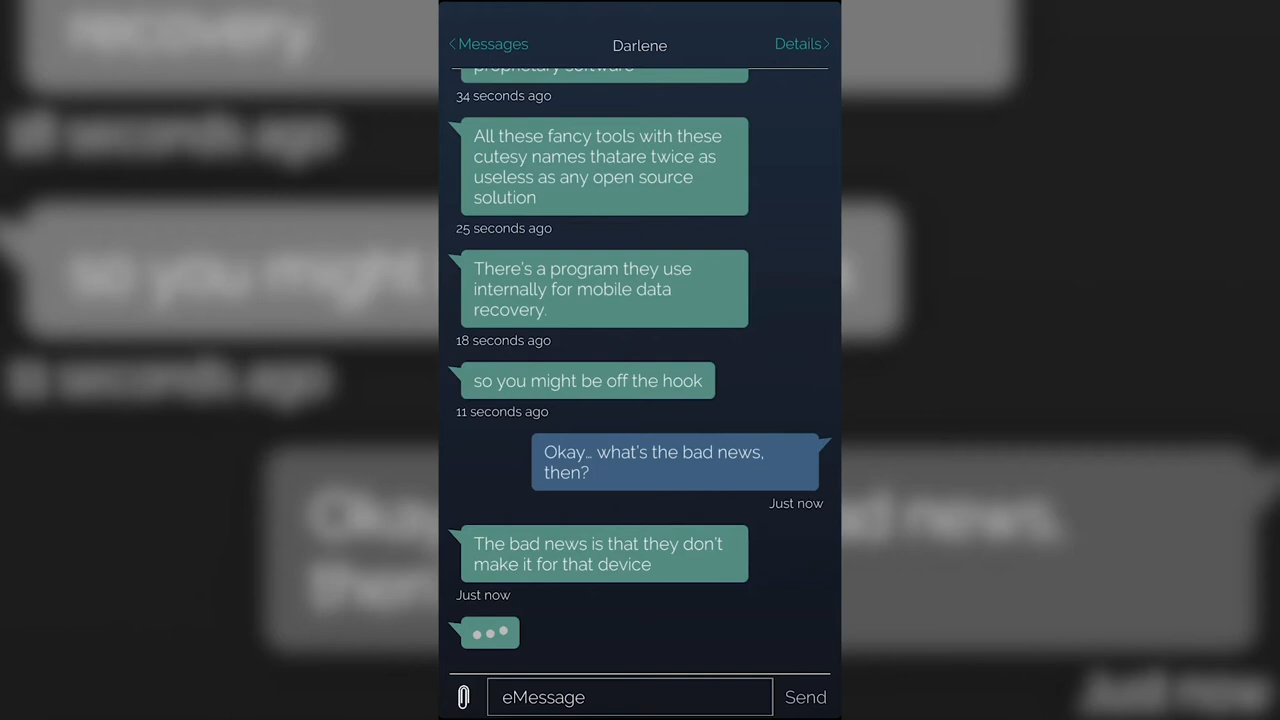 Messages
Darlene
Details
proprietary software
34 seconds ago
All these fancy tools with these
cutesy names thatare twice as
useless as any open source
solution
25 seconds ago
There's a program they use
internally for mobile data
recovery.
18 seconds ago
so you might be off the hook
11 seconds ago
Okay... what's the bad news,
then?
Just now
The bad news is that they don't
make it for that device
Just now
eMessage
Send